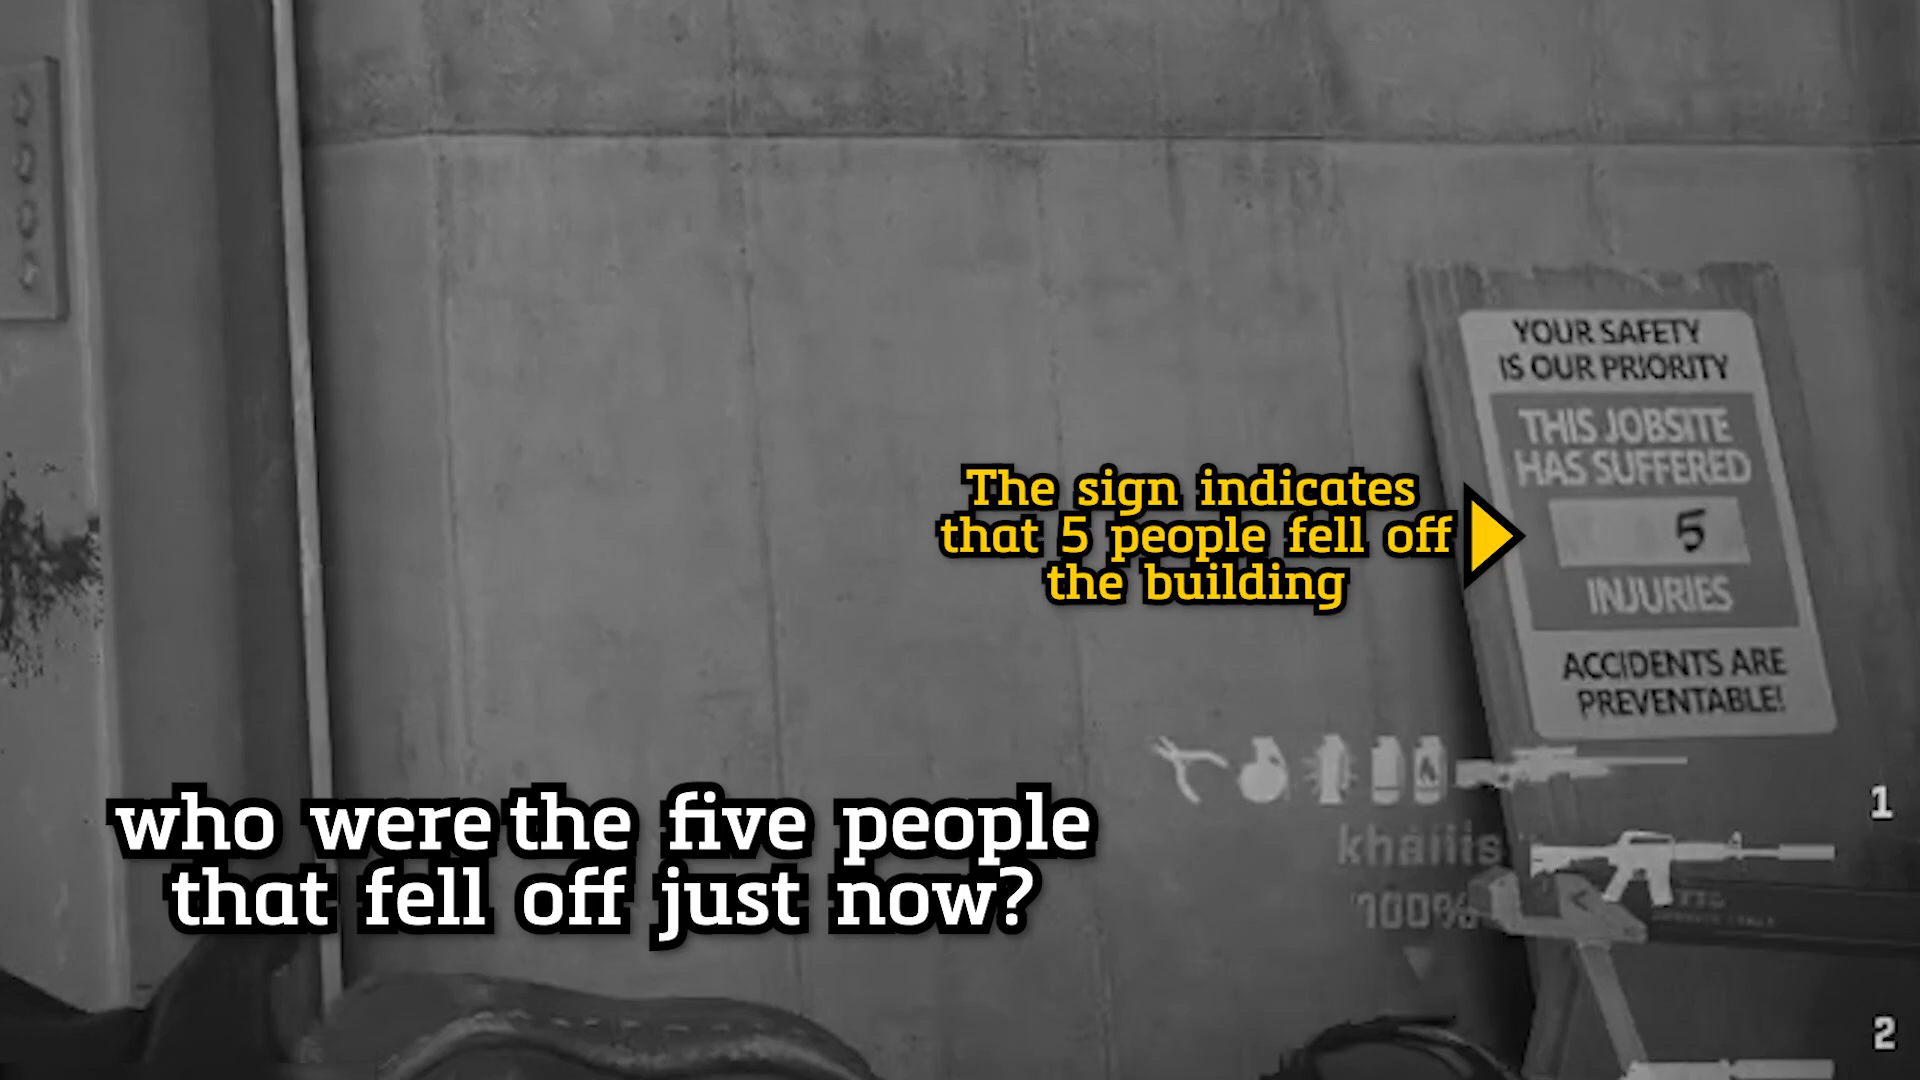 YOUR SAFETY
IS OUR PRIORITY
THIS JOBSITE
HAS SUFFERED
5
INJURIES
ACCIDENTS ARE
PREVENTABLE!
The sign indicates
that 5 people fell off
the building
who were the five people
that fell off just now?
1
100%
2